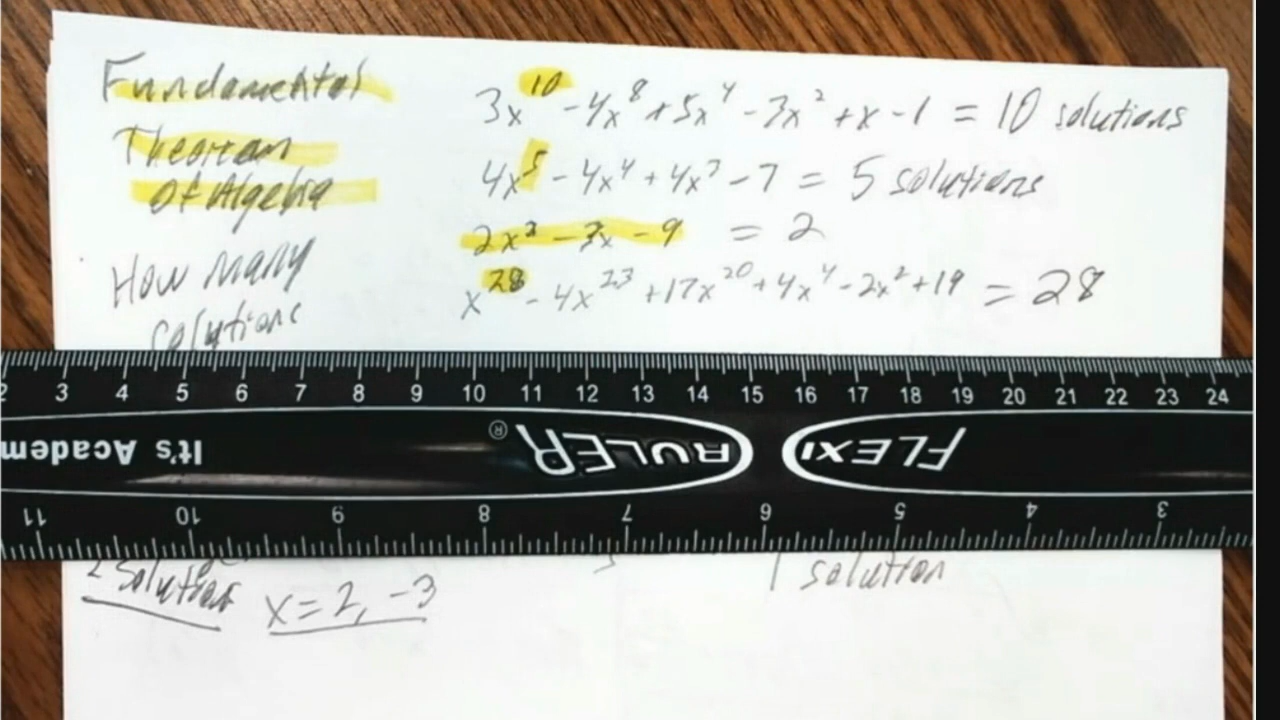 Fundamental
Theorem
of Algebra
How many
solutions
3x^10 - 4x^8 + 5x^4 - 3x^2 + x - 1 = 10 solutions
4x^5 - 4x^4 + 4x^3 - 7 = 5 solutions
2x^2 - 3x - 9 = 2
x^28 - 4x^23 + 17x^20 + 4x^4 - 2x^2 + 19 = 28
2 3 4 5 6 7 8 9 10 11 12 13 14 15 16 17 18 19 20 21 22 23 24
It's Academ
RULER®
FLEXI
11 10 9 8 7 6 5 4 3
2 solution
x = 2, -3
1 solution